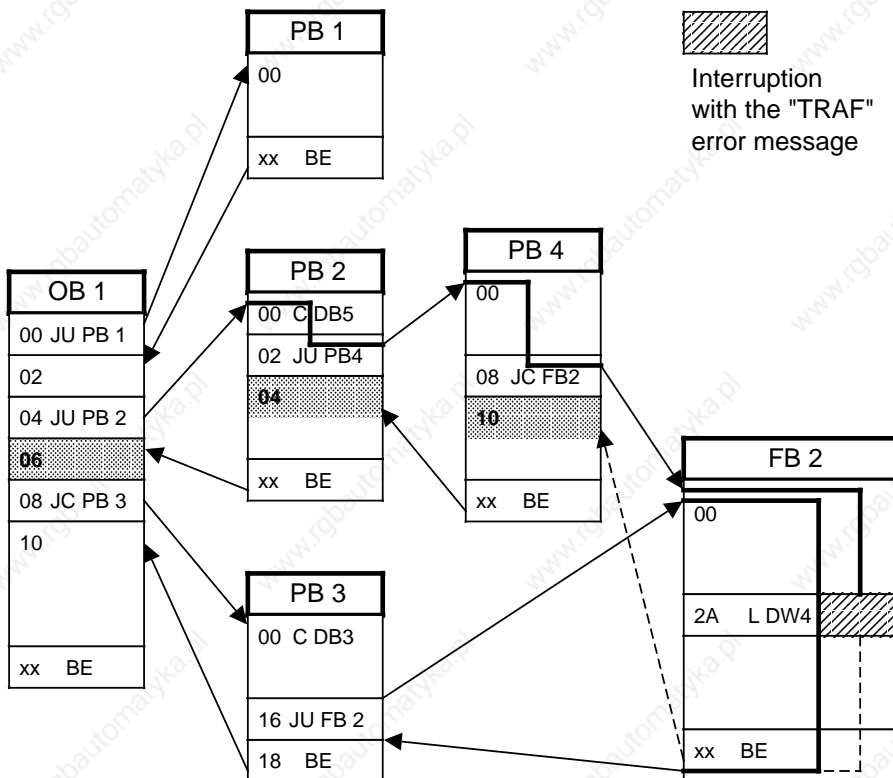 PB 1
00
xx BE
Interruption
with the "TRAF"
error message
OB 1
00 JU PB 1
02
04 JU PB 2
06
08 JC PB 3
10
xx BE
PB 2
00 C DB5
02 JU PB4
04
xx BE
PB 4
00
08 JC FB2
10
xx BE
FB 2
00
2A L DW4
xx BE
PB 3
00 C DB3
16 JU FB 2
18 BE
www.rgbautomatyka.pl